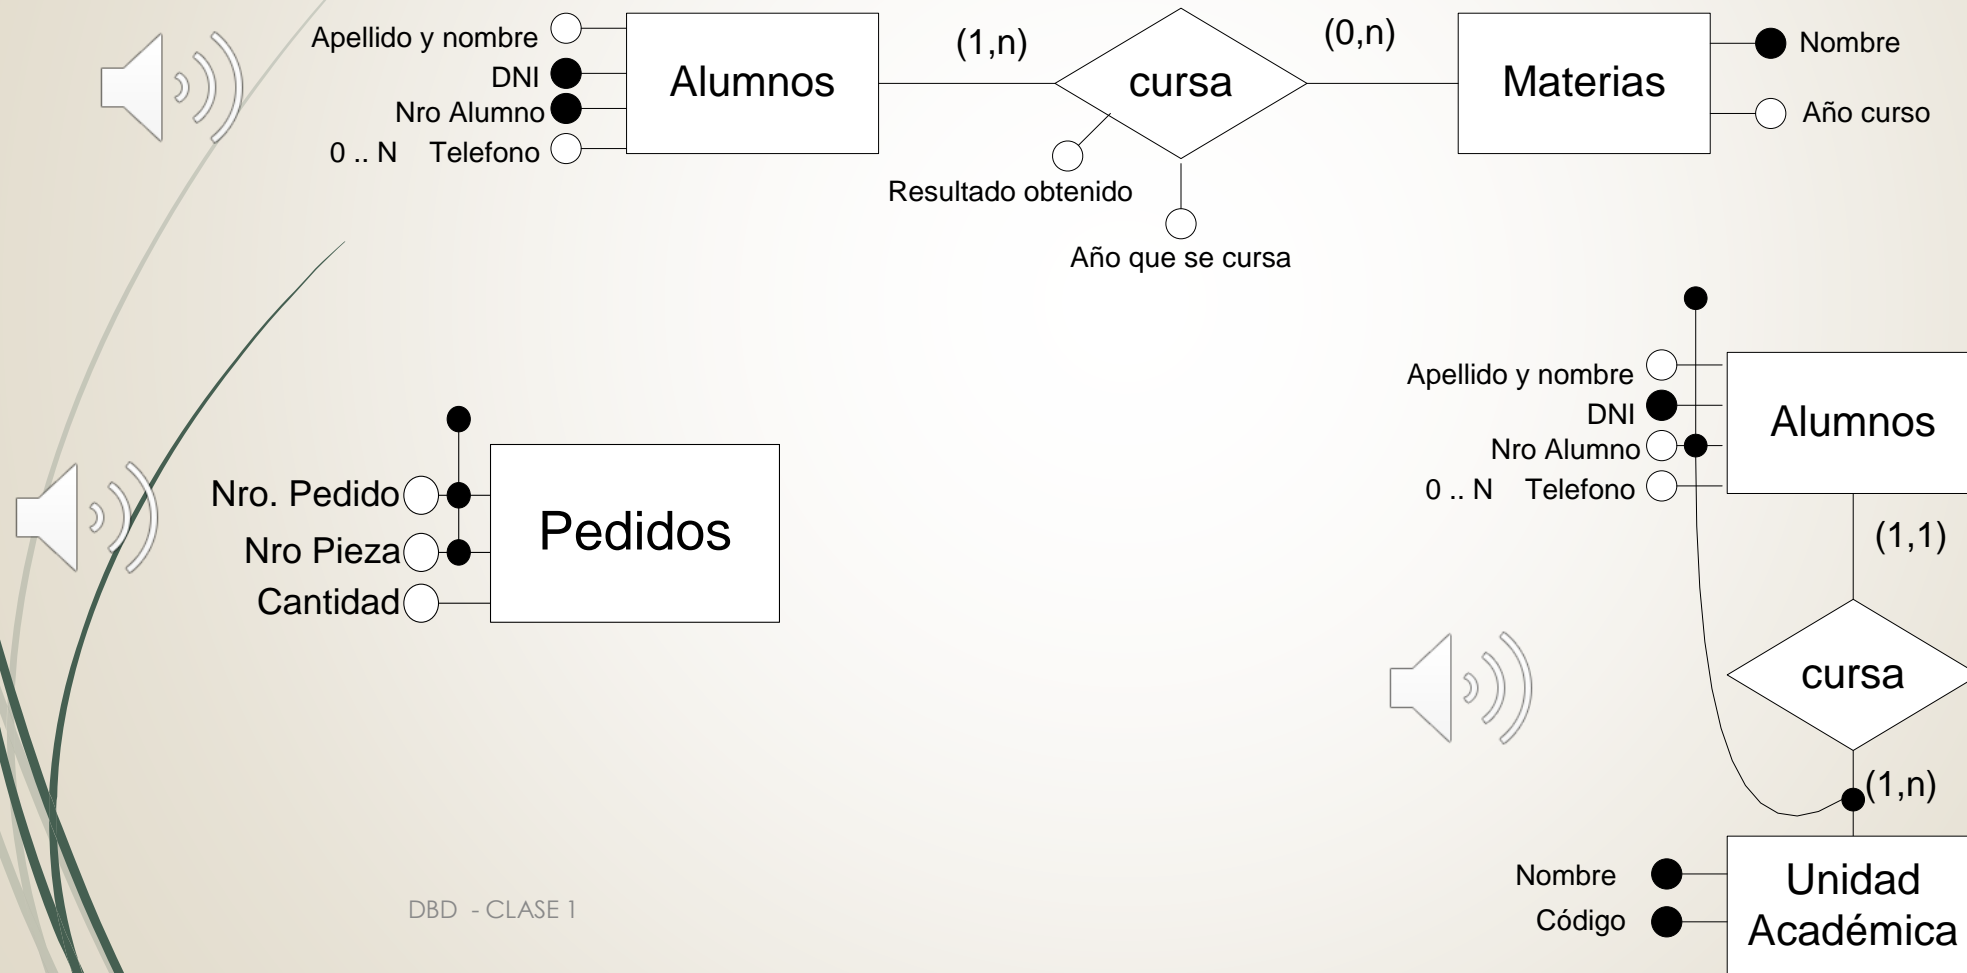 Apellido y nombre
DNI
Nro Alumno
0 .. N Telefono
Alumnos
(1,n)
cursa
(0,n)
Resultado obtenido
Año que se cursa
Materias
Nombre
Año curso
Nro. Pedido
Nro Pieza
Cantidad
Pedidos
Apellido y nombre
DNI
Nro Alumno
0 .. N Telefono
Alumnos
(1,1)
cursa
(1,n)
Nombre
Código
Unidad
Académica
DBD - CLASE 1